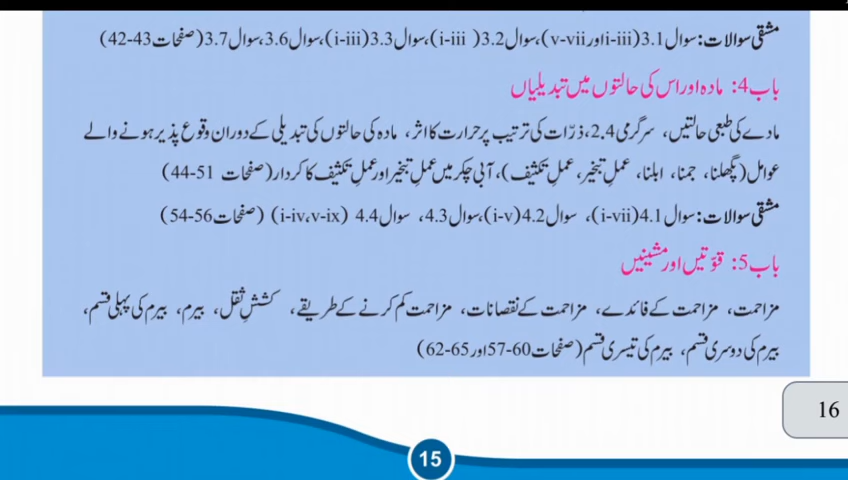 مشقی سوالات: سوال 3.1(i-iii اور v-vii)، سوال 3.2( i-iii)، سوال 3.3(i-iii)، سوال 3.6، سوال 3.7 (صفحات 42-43)
باب 4: مادہ اور اس کی حالتوں میں تبدیلیاں
مادے کی طبعی حالتیں، سرگرمی 2.4، ذرّات کی ترتیب پر حرارت کا اثر، مادہ کی حالتوں کی تبدیلی کے دوران وقوع پذیر ہونے والے
عوامل (پگھلنا، جمنا، ابلنا، عملِ تبخیر، عملِ تکثیف)، آبی چکر میں عملِ تبخیر اور عملِ تکثیف کا کردار (صفحات 44-51)
مشقی سوالات: سوال 4.1(i-vii)، سوال 4.2(i-v)، سوال 4.3، سوال 4.4 (i-iv،v-ix) (صفحات 54-56)
باب 5: قوّتیں اور مشینیں
مزاحمت، مزاحمت کے فائدے، مزاحمت کے نقصانات، مزاحمت کم کرنے کے طریقے، کششِ ثقل، بیرم، بیرم کی پہلی قسم،
بیرم کی دوسری قسم، بیرم کی تیسری قسم (صفحات 57-60 اور 62-65)
16
15